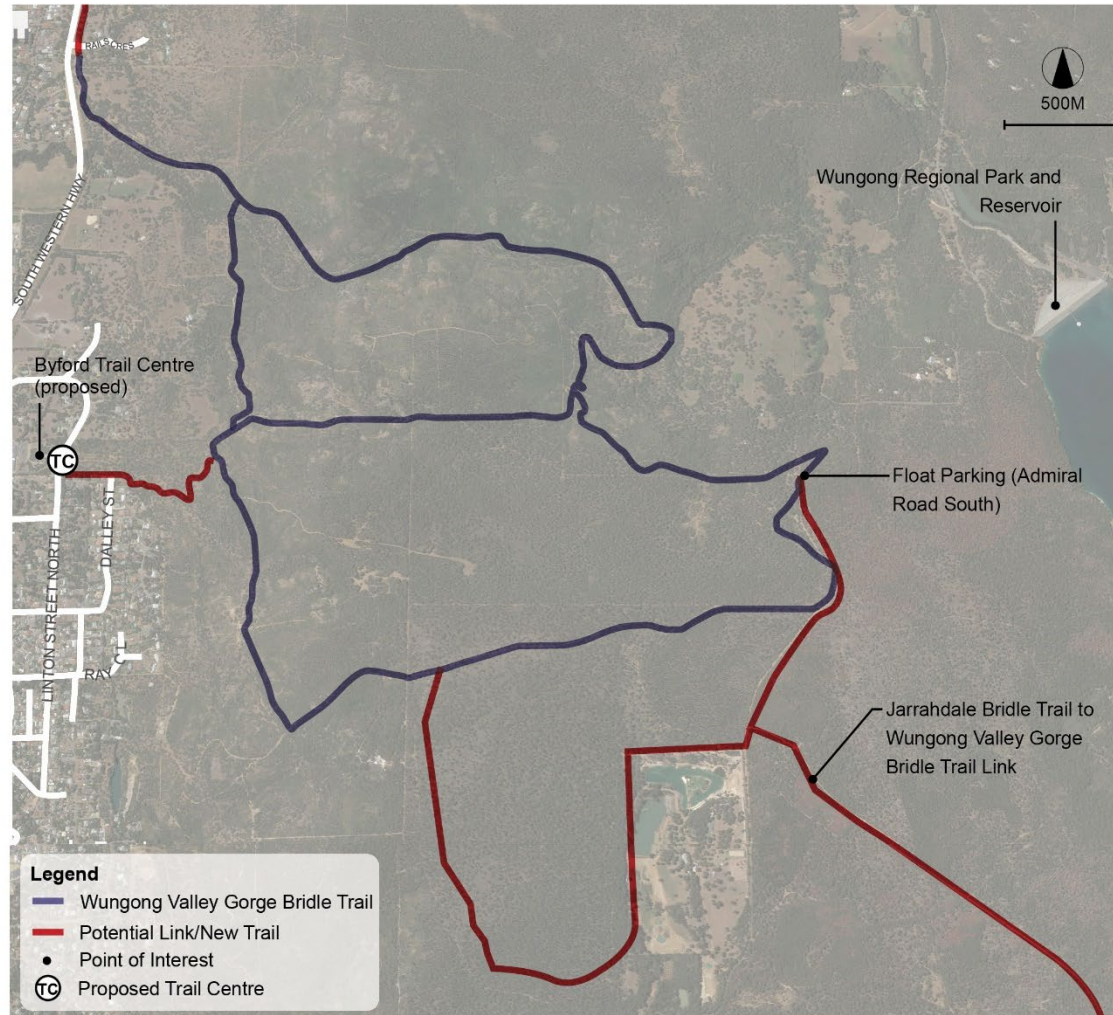 RAILS CRES
500M
Wungong Regional Park and
Reservoir
SOUTH WESTERN HWY
Byford Trail Centre
(proposed)
TC
Float Parking (Admiral
Road South)
LINTON STREET NORTH
DALLEY ST
RAY CT
Jarrahdale Bridle Trail to
Wungong Valley Gorge
Bridle Trail Link
Legend
Wungong Valley Gorge Bridle Trail
Potential Link/New Trail
Point of Interest
TC Proposed Trail Centre